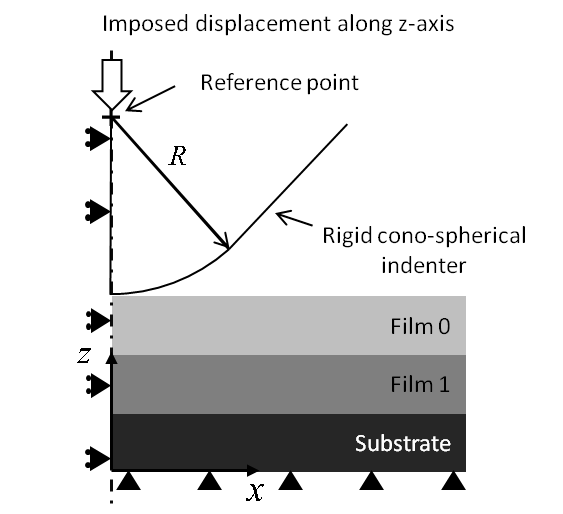 Imposed displacement along z-axis
Reference point
R
Rigid cono-spherical
indenter
Film 0
z
Film 1
Substrate
x